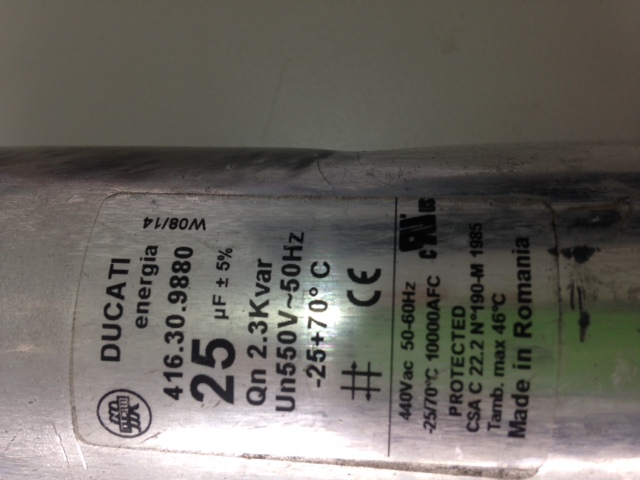 DUCATI
energia
W08/14
416.30.9880
25 µF ± 5%
Qn 2.3Kvar
Un550V~50Hz
-25+70°C
CE
440Vac 50-60Hz
-25/70°C 10000AFC
PROTECTED
CSA C 22.2 N°190-M 1985
Tamb. max 46°C
Made in Romania